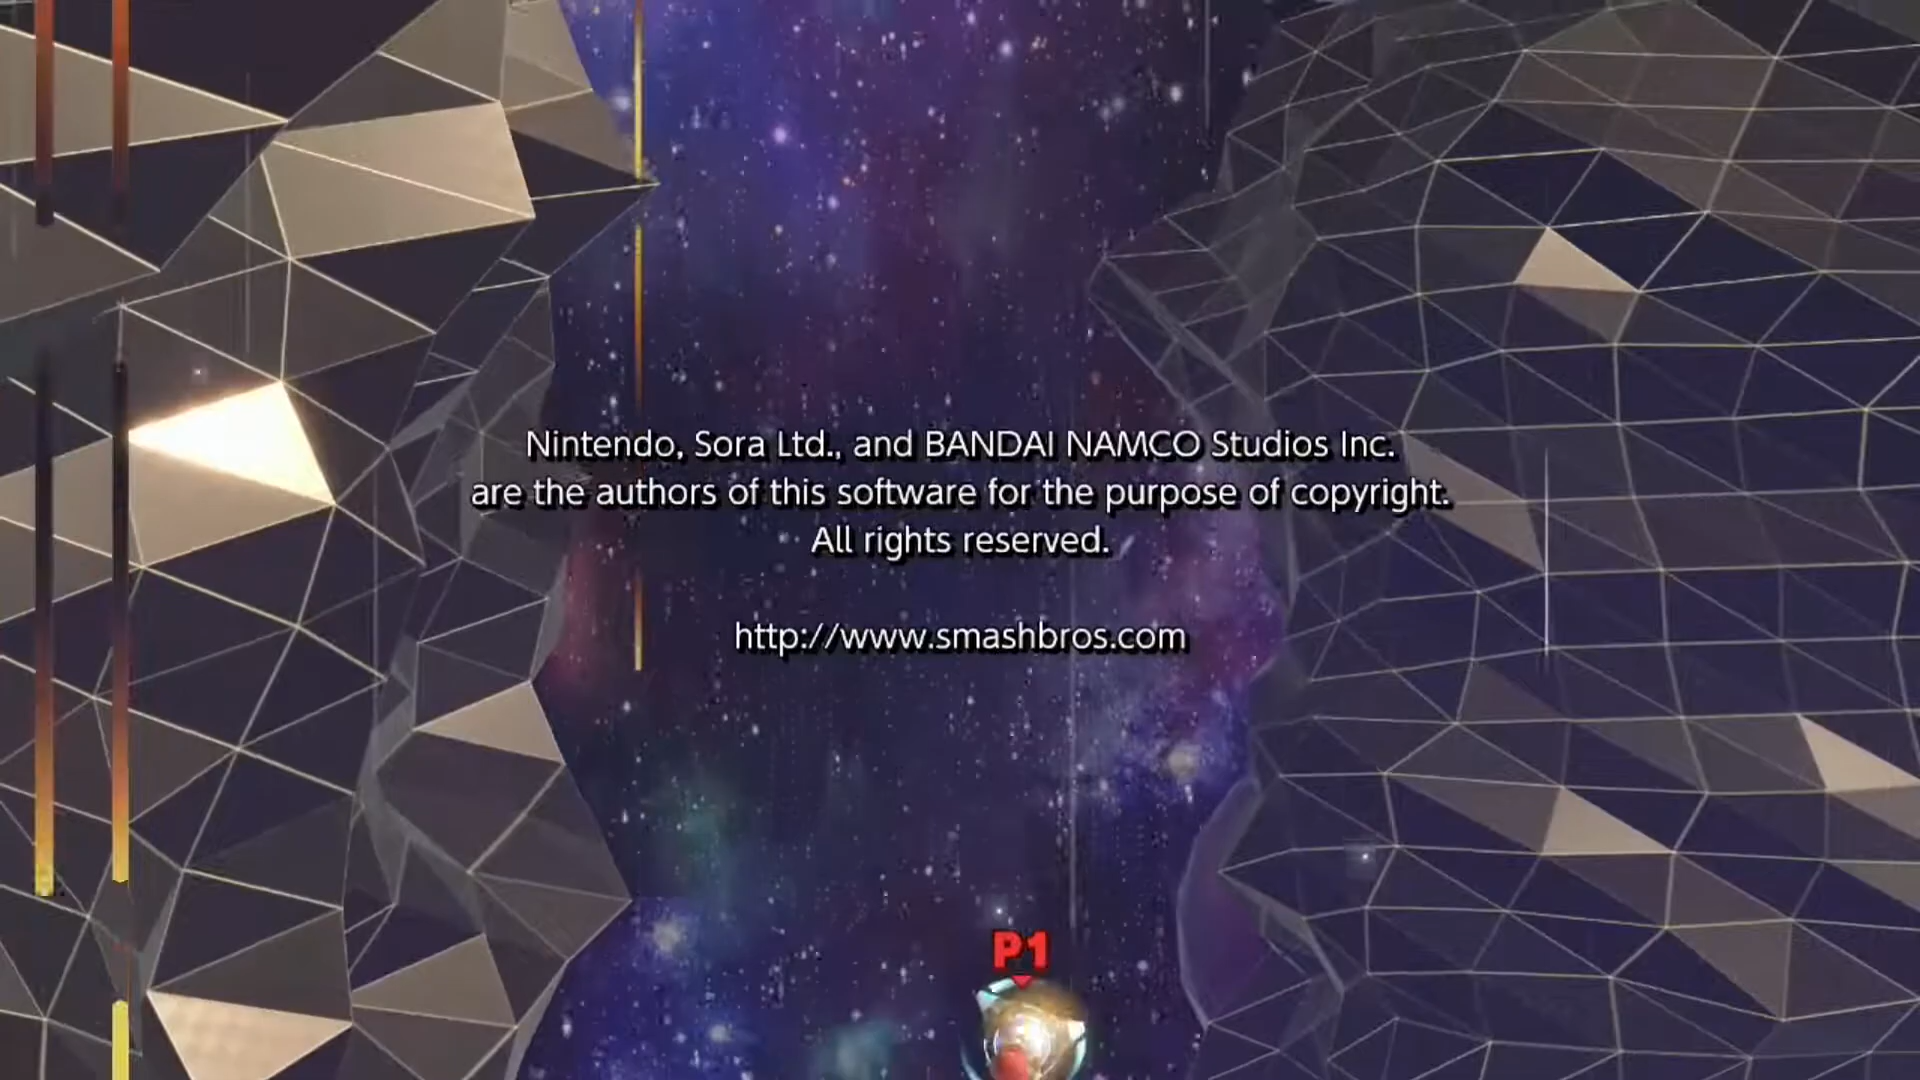 Nintendo, Sora Ltd., and BANDAI NAMCO Studios Inc.
are the authors of this software for the purpose of copyright.
All rights reserved.
http://www.smashbros.com
P1